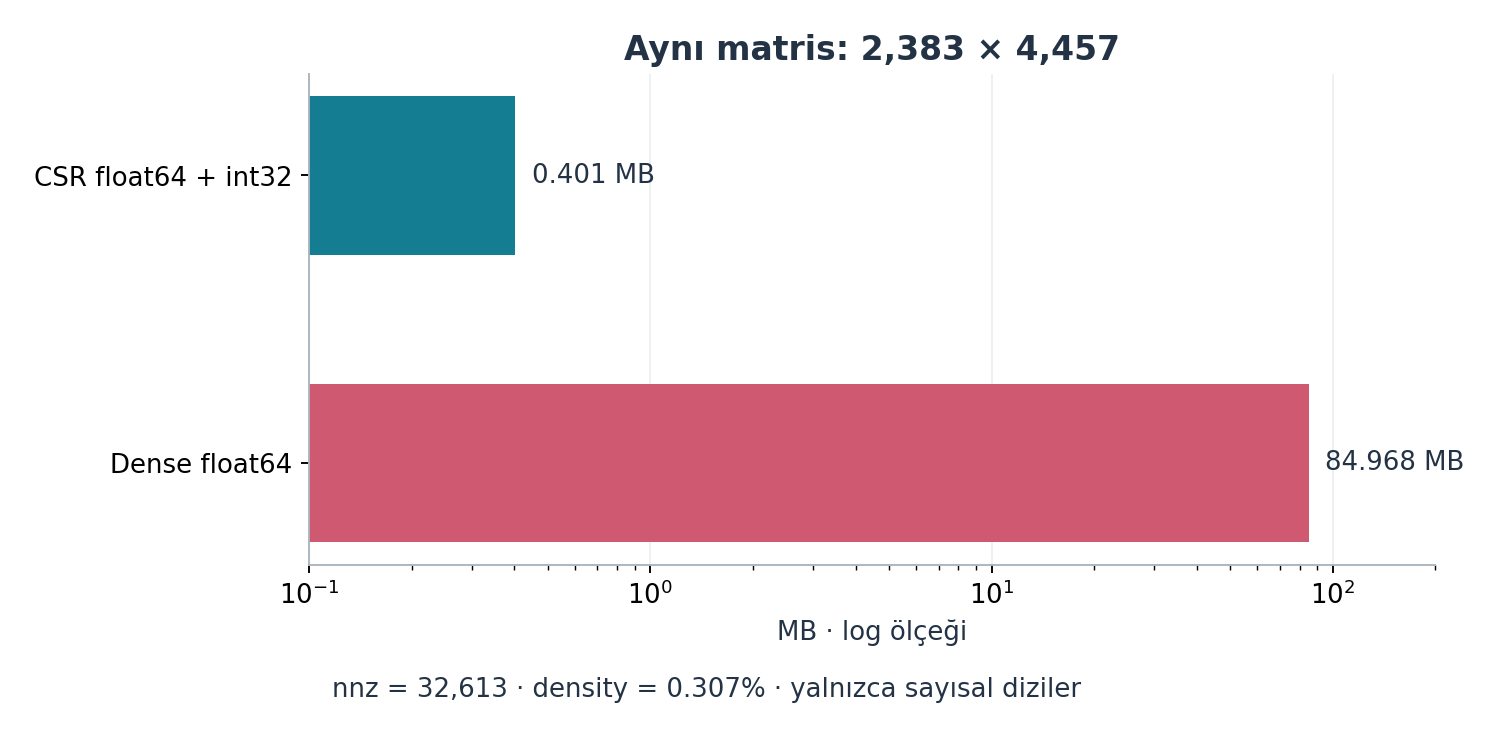 Aynı matris: 2,383 × 4,457
CSR float64 + int32
0.401 MB
Dense float64
84.968 MB
10⁻¹ 10⁰ 10¹ 10²
MB · log ölçeği
nnz = 32,613 · density = 0.307% · yalnızca sayısal diziler